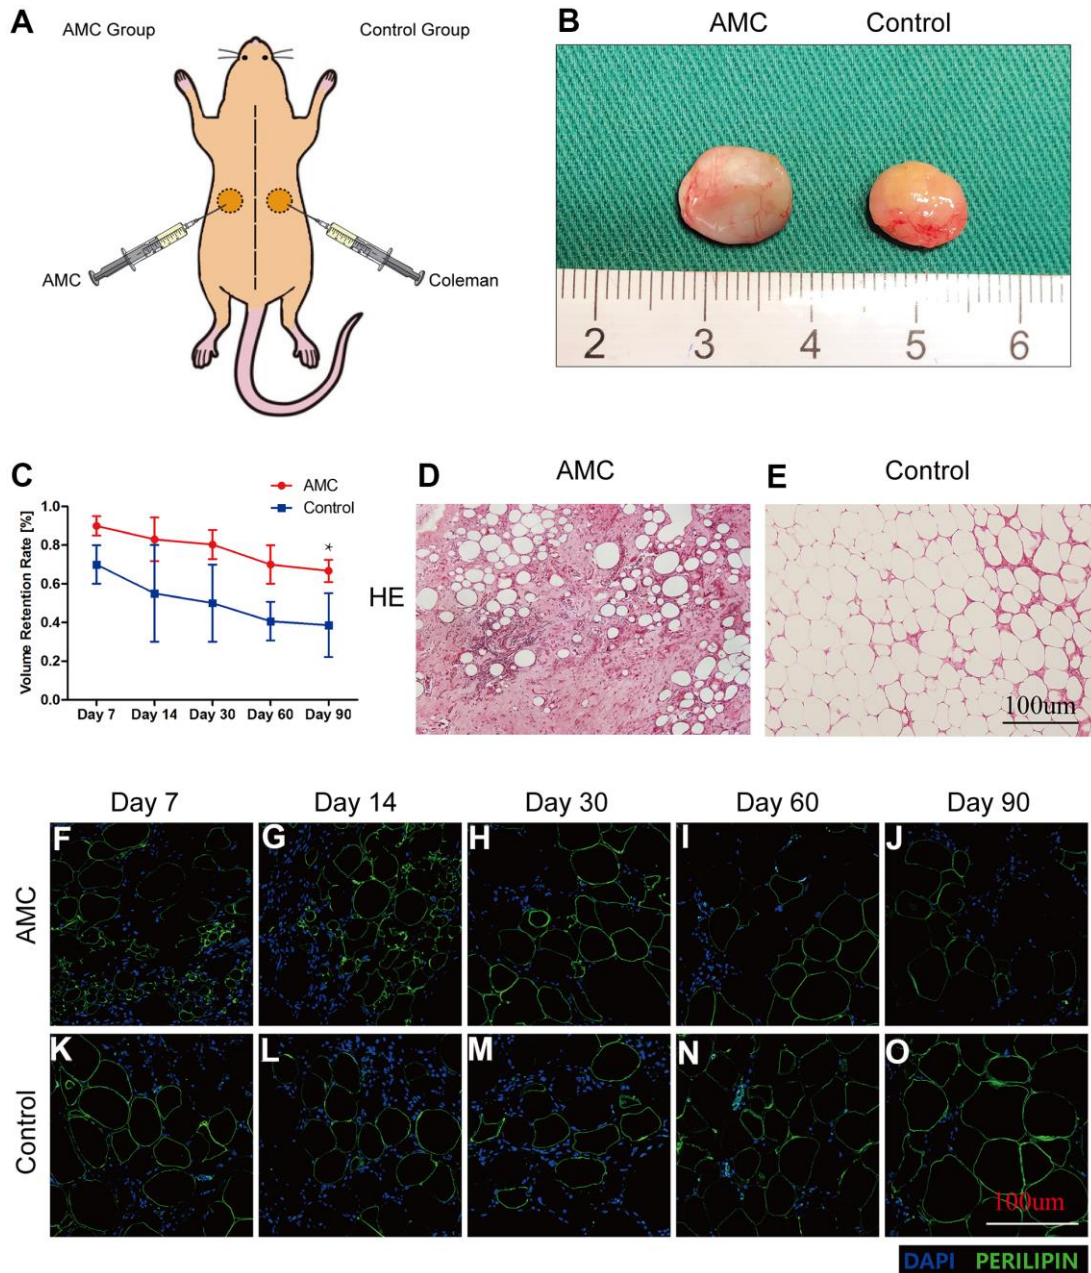 A
AMC Group
Control Group
AMC
Coleman
B
AMC
Control
2 3 4 5 6
C
AMC
Control
Volume Retention Rate [%]
1.0
0.8
0.6
0.4
0.2
0.0
*
Day 7 Day 14 Day 30 Day 60 Day 90
D
AMC
E
Control
HE
100um
Day 7 Day 14 Day 30 Day 60 Day 90
AMC
F G H I J
Control
K L M N O
100um
DAPI PERILIPIN